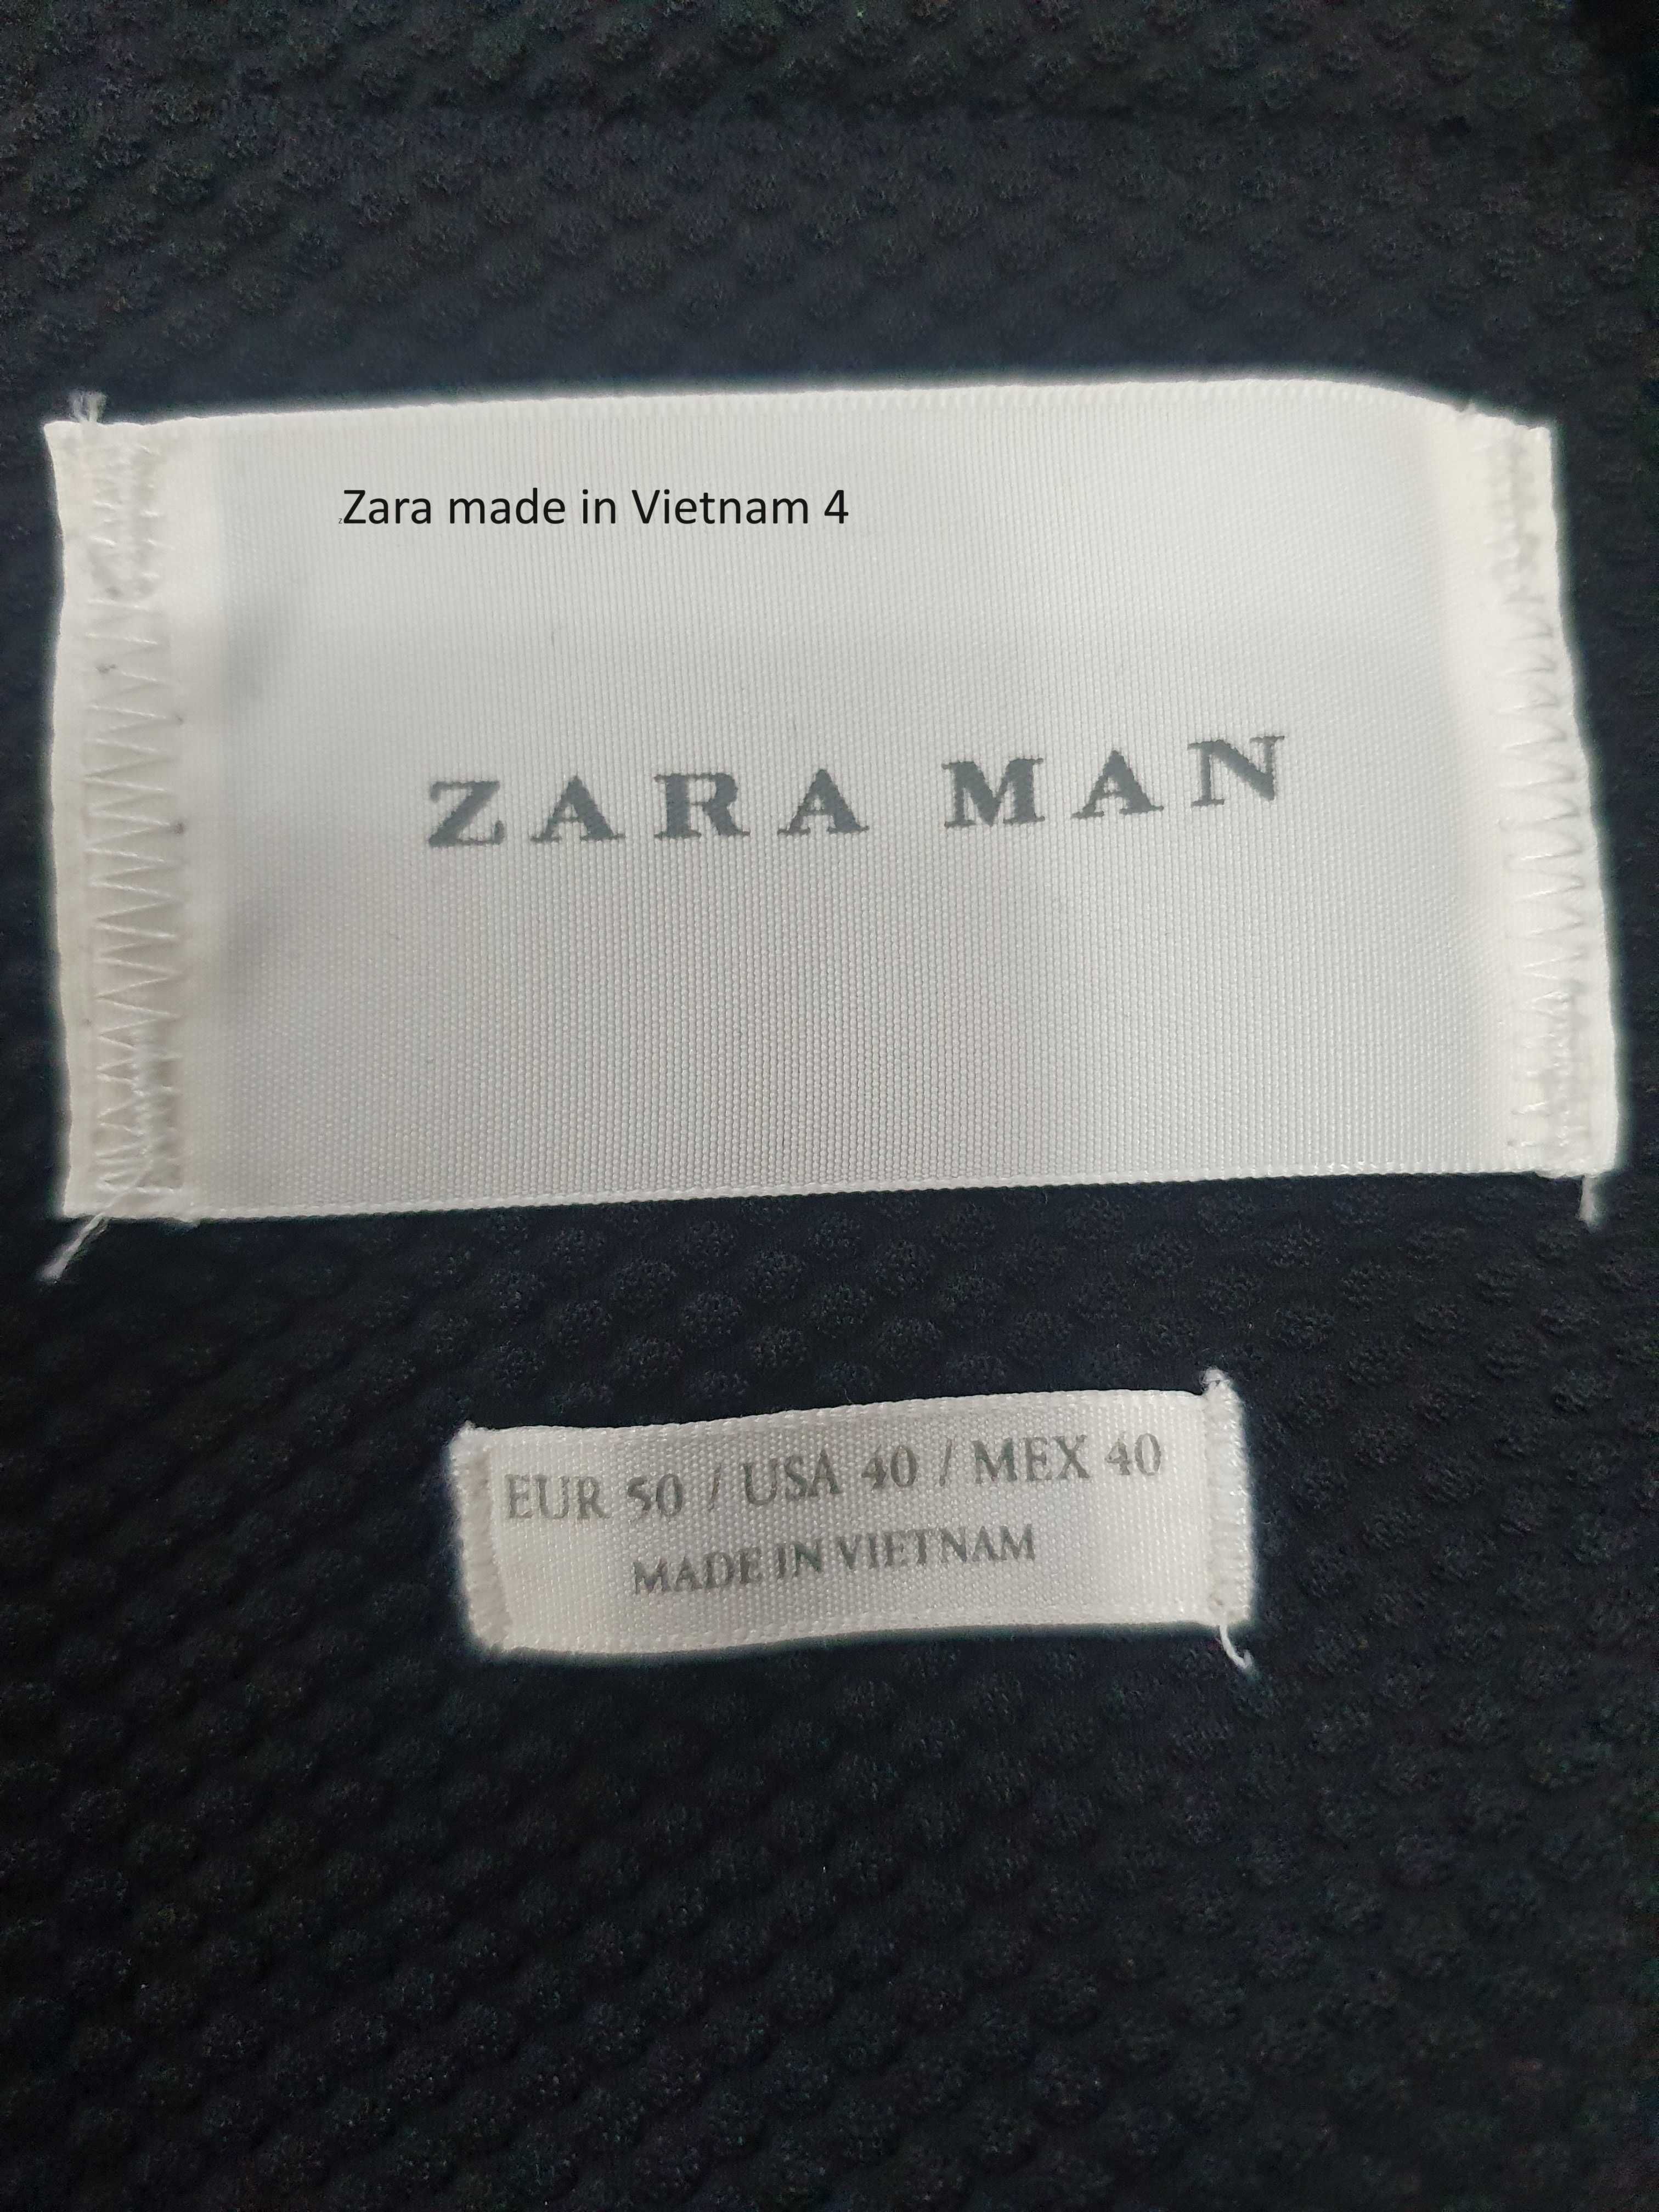 Zara made in Vietnam 4
ZARA MAN
EUR 50 / USA 40 / MEX 40
MADE IN VIETNAM